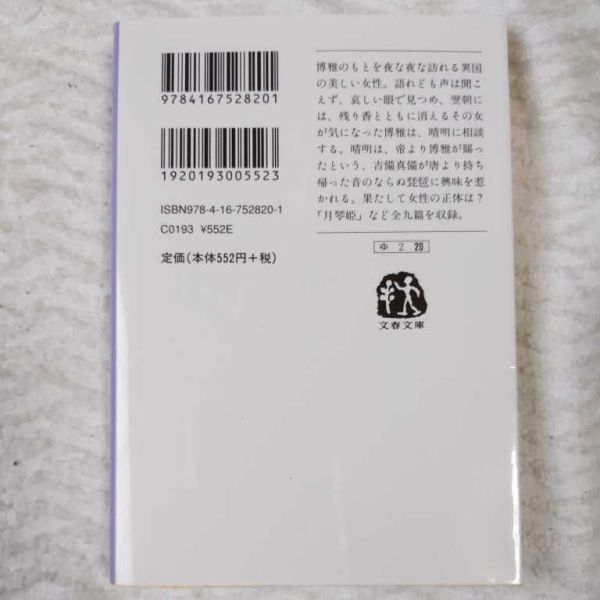 9784167528201
1920193005523
ISBN978-4-16-752820-1
C0193 ¥552E
定価(本体552円+税)
博雅のもとを夜な夜な訪れる異国
の美しい女性。語れども声は聞こ
えず、哀しい眼で見つめ、翌朝に
は、残り香とともに消えるその女
が気になった博雅は、晴明に相談
する。晴明は、帝より博雅が賜っ
たという、吉備真備が唐より持ち
帰った音のならぬ琵琶に興味を惹
かれる。果たして女性の正体は?
「月琴姫」など全九篇を収録。
ゆ 2 20
文春文庫